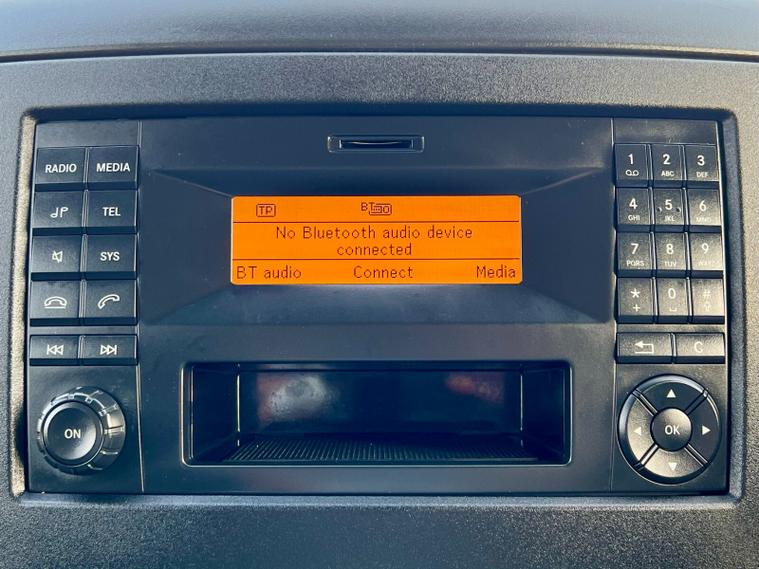 RADIO MEDIA
TEL
SYS
ON
TP BT
No Bluetooth audio device
connected
BT audio Connect Media
1 2 3
ABC DEF
4 5 6
GHI JKL MNO
7 8 9
PQRS TUV WXYZ
* 0 #
+
C
OK